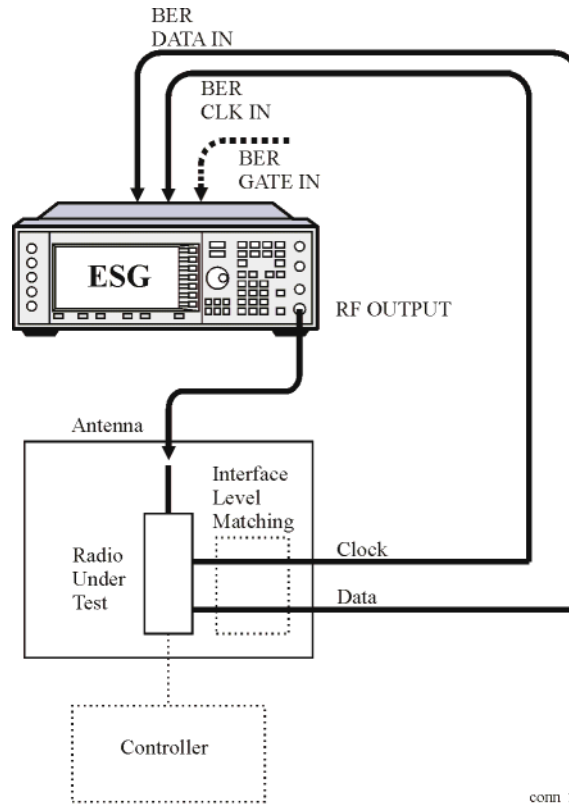 BER
DATA IN
BER
CLK IN
BER
GATE IN
ESG
RF OUTPUT
Antenna
Interface
Level
Matching
Radio
Under
Test
Clock
Data
Controller
conn